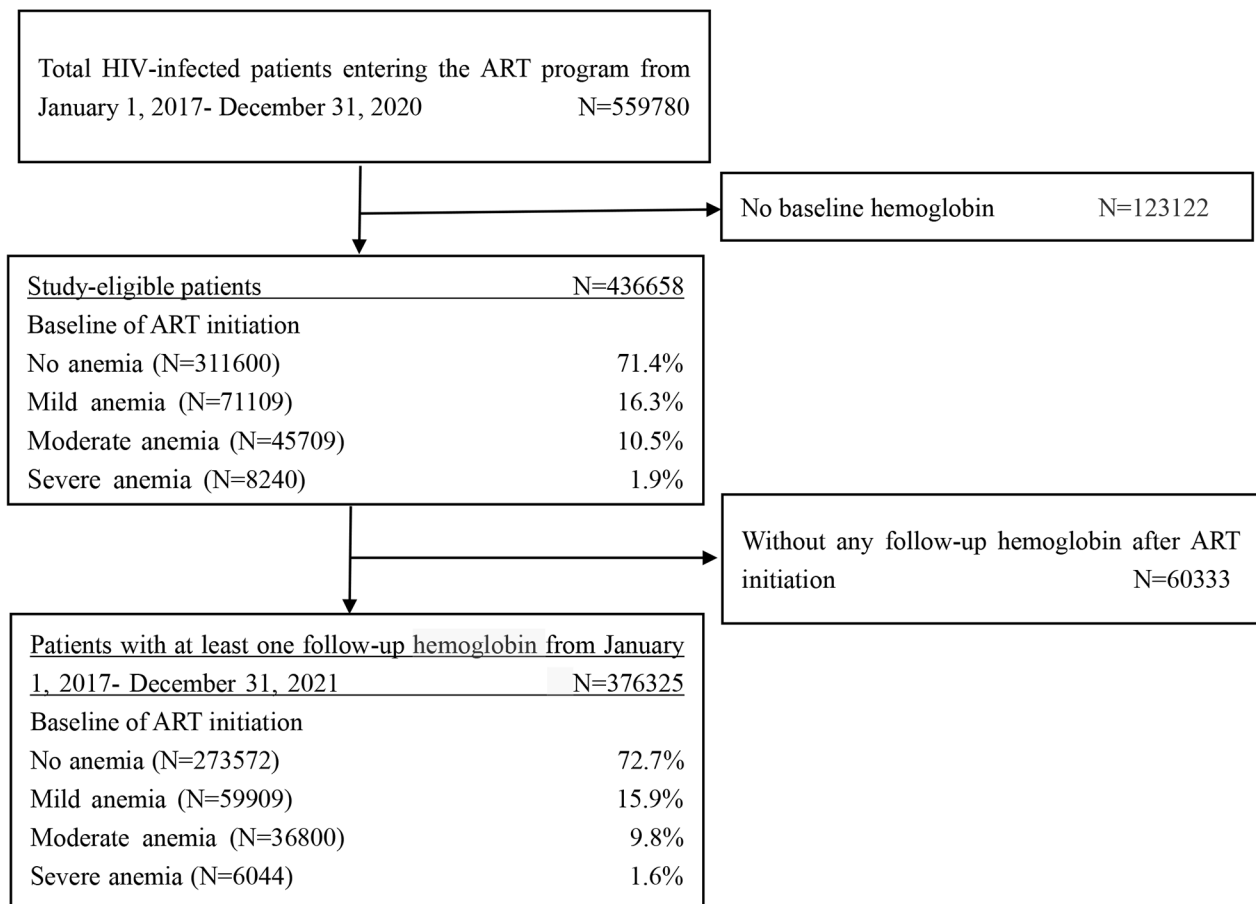 Total HIV-infected patients entering the ART program from
January 1, 2017- December 31, 2020 N=559780
No baseline hemoglobin N=123122
Study-eligible patients N=436658
Baseline of ART initiation
No anemia (N=311600) 71.4%
Mild anemia (N=71109) 16.3%
Moderate anemia (N=45709) 10.5%
Severe anemia (N=8240) 1.9%
Without any follow-up hemoglobin after ART
initiation N=60333
Patients with at least one follow-up hemoglobin from January
1, 2017- December 31, 2021 N=376325
Baseline of ART initiation
No anemia (N=273572) 72.7%
Mild anemia (N=59909) 15.9%
Moderate anemia (N=36800) 9.8%
Severe anemia (N=6044) 1.6%